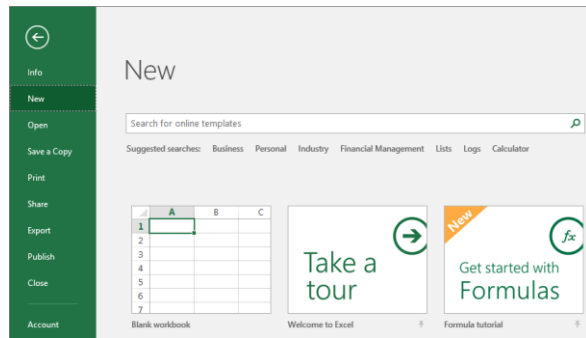 Info
New
Open
Save a Copy
Print
Share
Export
Publish
Close
Account
New
Search for online templates
Suggested searches: Business Personal Industry Financial Management Lists Logs Calculator
A B C
1
2
3
4
5
6
7
Blank workbook
Take a
tour
Welcome to Excel
New
fx
Get started with
Formulas
Formula tutorial